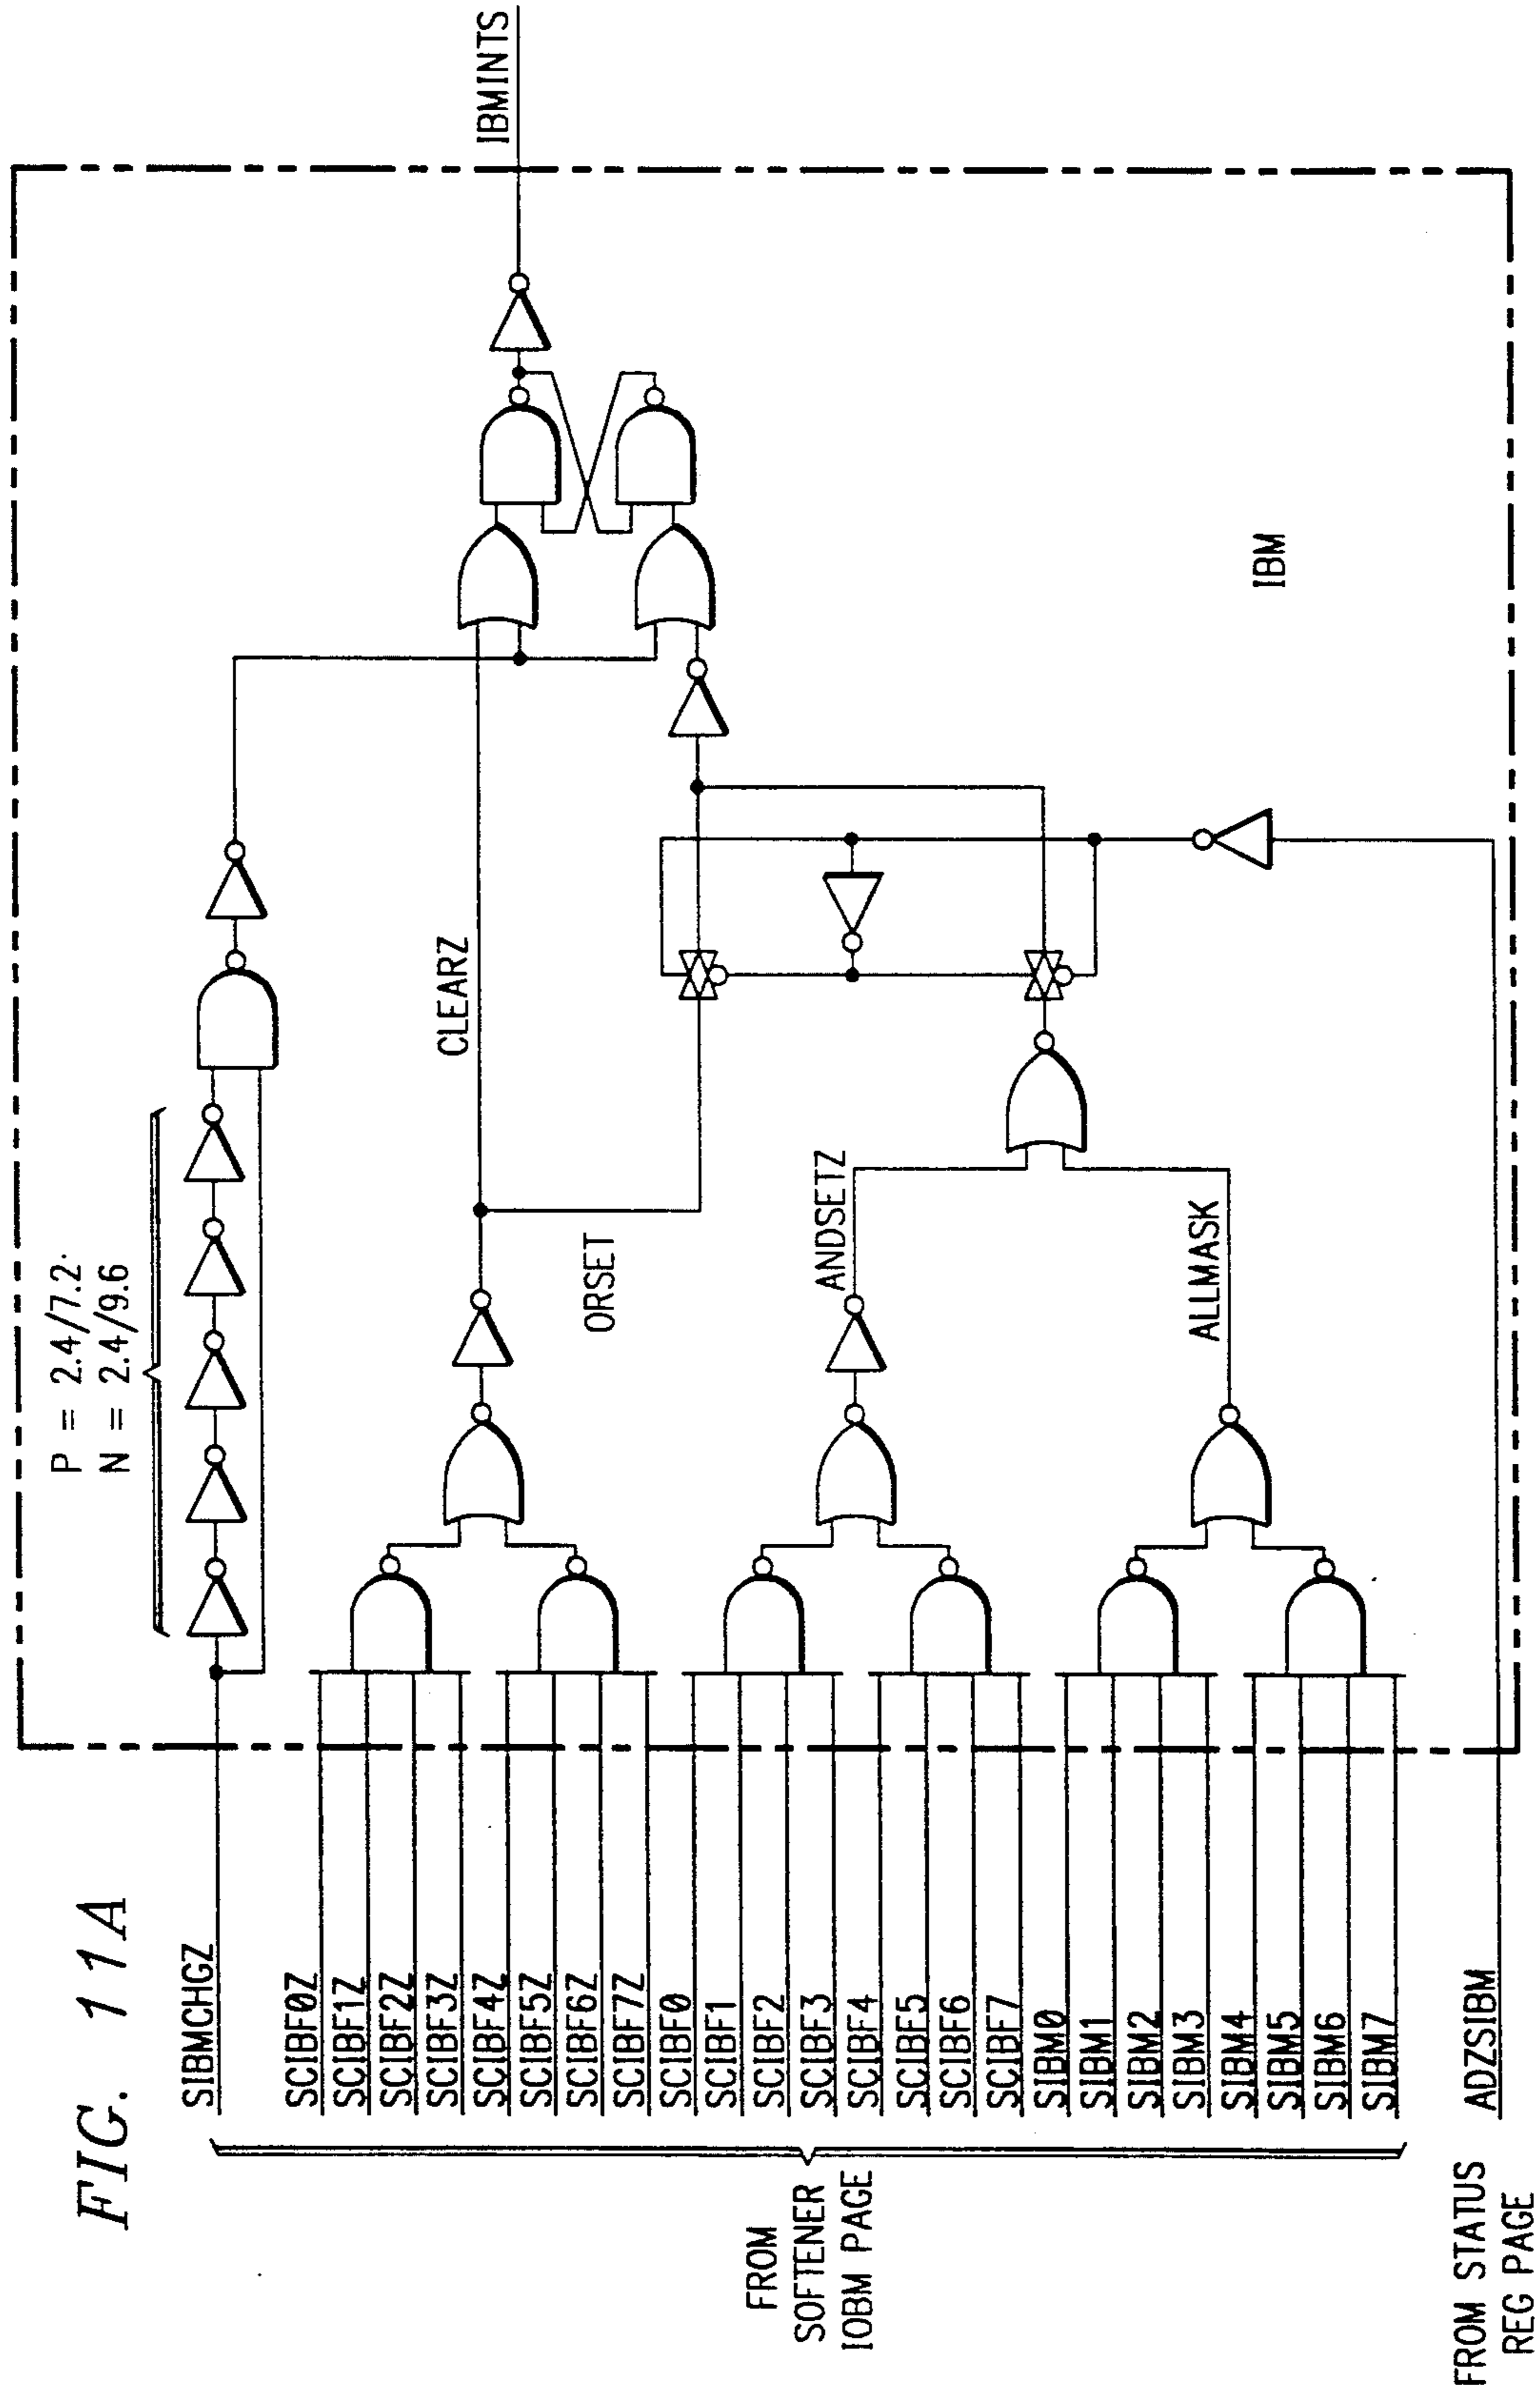 FIG. 11A
P = 2.4/7.2
N = 2.4/9.6
SIBMCHGZ
SCIBF0Z
SCIBF1Z
SCIBF2Z
SCIBF3Z
SCIBF4Z
SCIBF5Z
SCIBF6Z
SCIBF7Z
SCIBF0
SCIBF1
SCIBF2
SCIBF3
SCIBF4
SCIBF5
SCIBF6
SCIBF7
SIBM0
SIBM1
SIBM2
SIBM3
SIBM4
SIBM5
SIBM6
SIBM7
ADZSIBM
FROM
SOFTENER
IOBM PAGE
FROM STATUS
REG PAGE
CLEARZ
ORSET
ANDSETZ
ALLMASK
IBM
IBMINTS